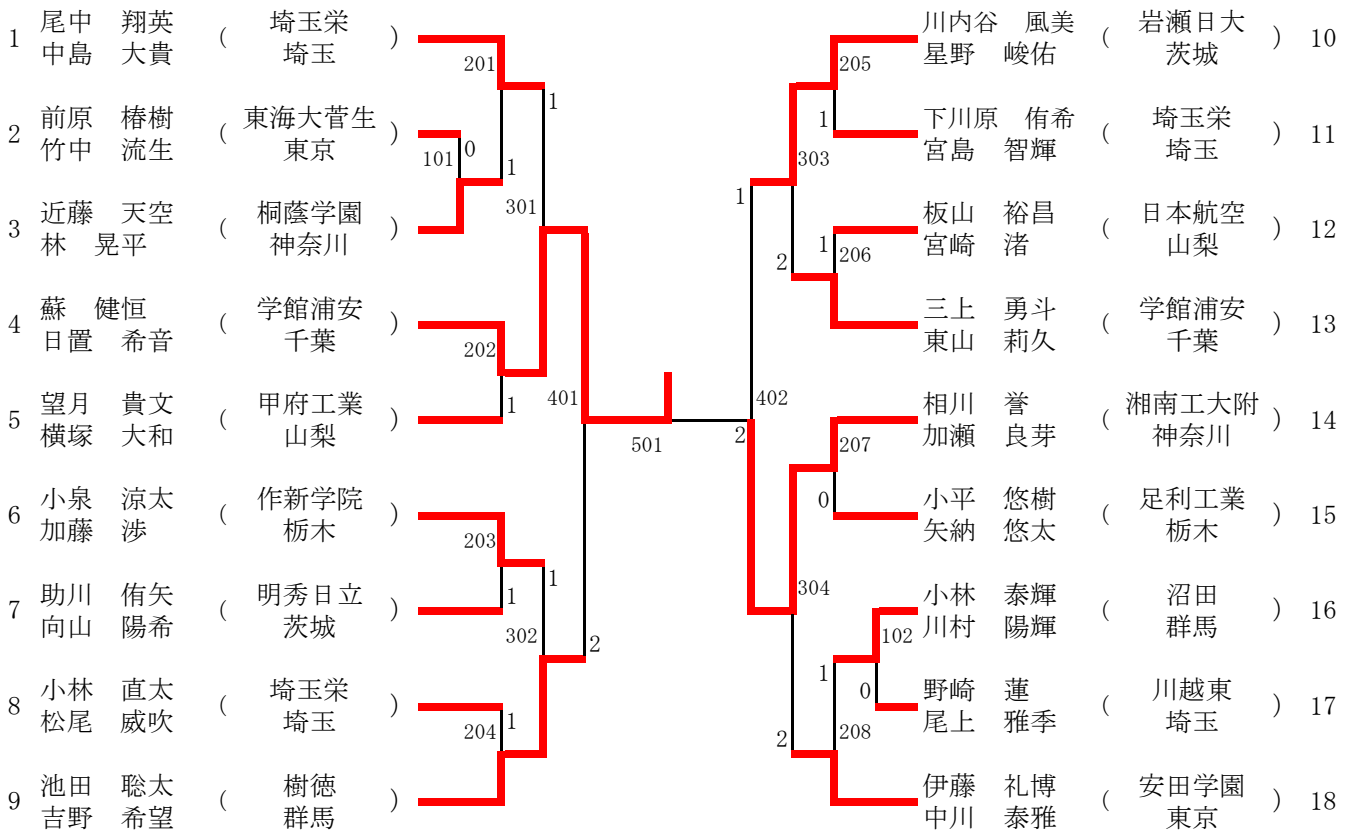 1 尾中 翔英 中島 大貴 ( 埼玉栄 埼玉 )
2 前原 椿樹 竹中 流生 ( 東海大菅生 東京 )
3 近藤 天空 林 晃平 ( 桐蔭学園 神奈川 )
4 蘇 健恒 日置 希音 ( 学館浦安 千葉 )
5 望月 貴文 横塚 大和 ( 甲府工業 山梨 )
6 小泉 涼太 加藤 渉 ( 作新学院 栃木 )
7 助川 侑矢 向山 陽希 ( 明秀日立 茨城 )
8 小林 直太 松尾 威吹 ( 埼玉栄 埼玉 )
9 池田 聡太 吉野 希望 ( 樹徳 群馬 )
201
1
101
0
1
301
202
1
401
203
1
1
302
2
204
1
501
川内谷 風美 星野 峻佑 ( 岩瀬日大 茨城 ) 10
下川原 侑希 宮島 智輝 ( 埼玉栄 埼玉 ) 11
板山 裕昌 宮崎 渚 ( 日本航空 山梨 ) 12
三上 勇斗 東山 莉久 ( 学館浦安 千葉 ) 13
相川 誉 加瀬 良芽 ( 湘南工大附 神奈川 ) 14
小平 悠樹 矢納 悠太 ( 足利工業 栃木 ) 15
小林 泰輝 川村 陽輝 ( 沼田 群馬 ) 16
野崎 蓮 尾上 雅季 ( 川越東 埼玉 ) 17
伊藤 礼博 中川 泰雅 ( 安田学園 東京 ) 18
205
1
303
1
1
206
2
402
2
207
0
304
102
1
0
2
208